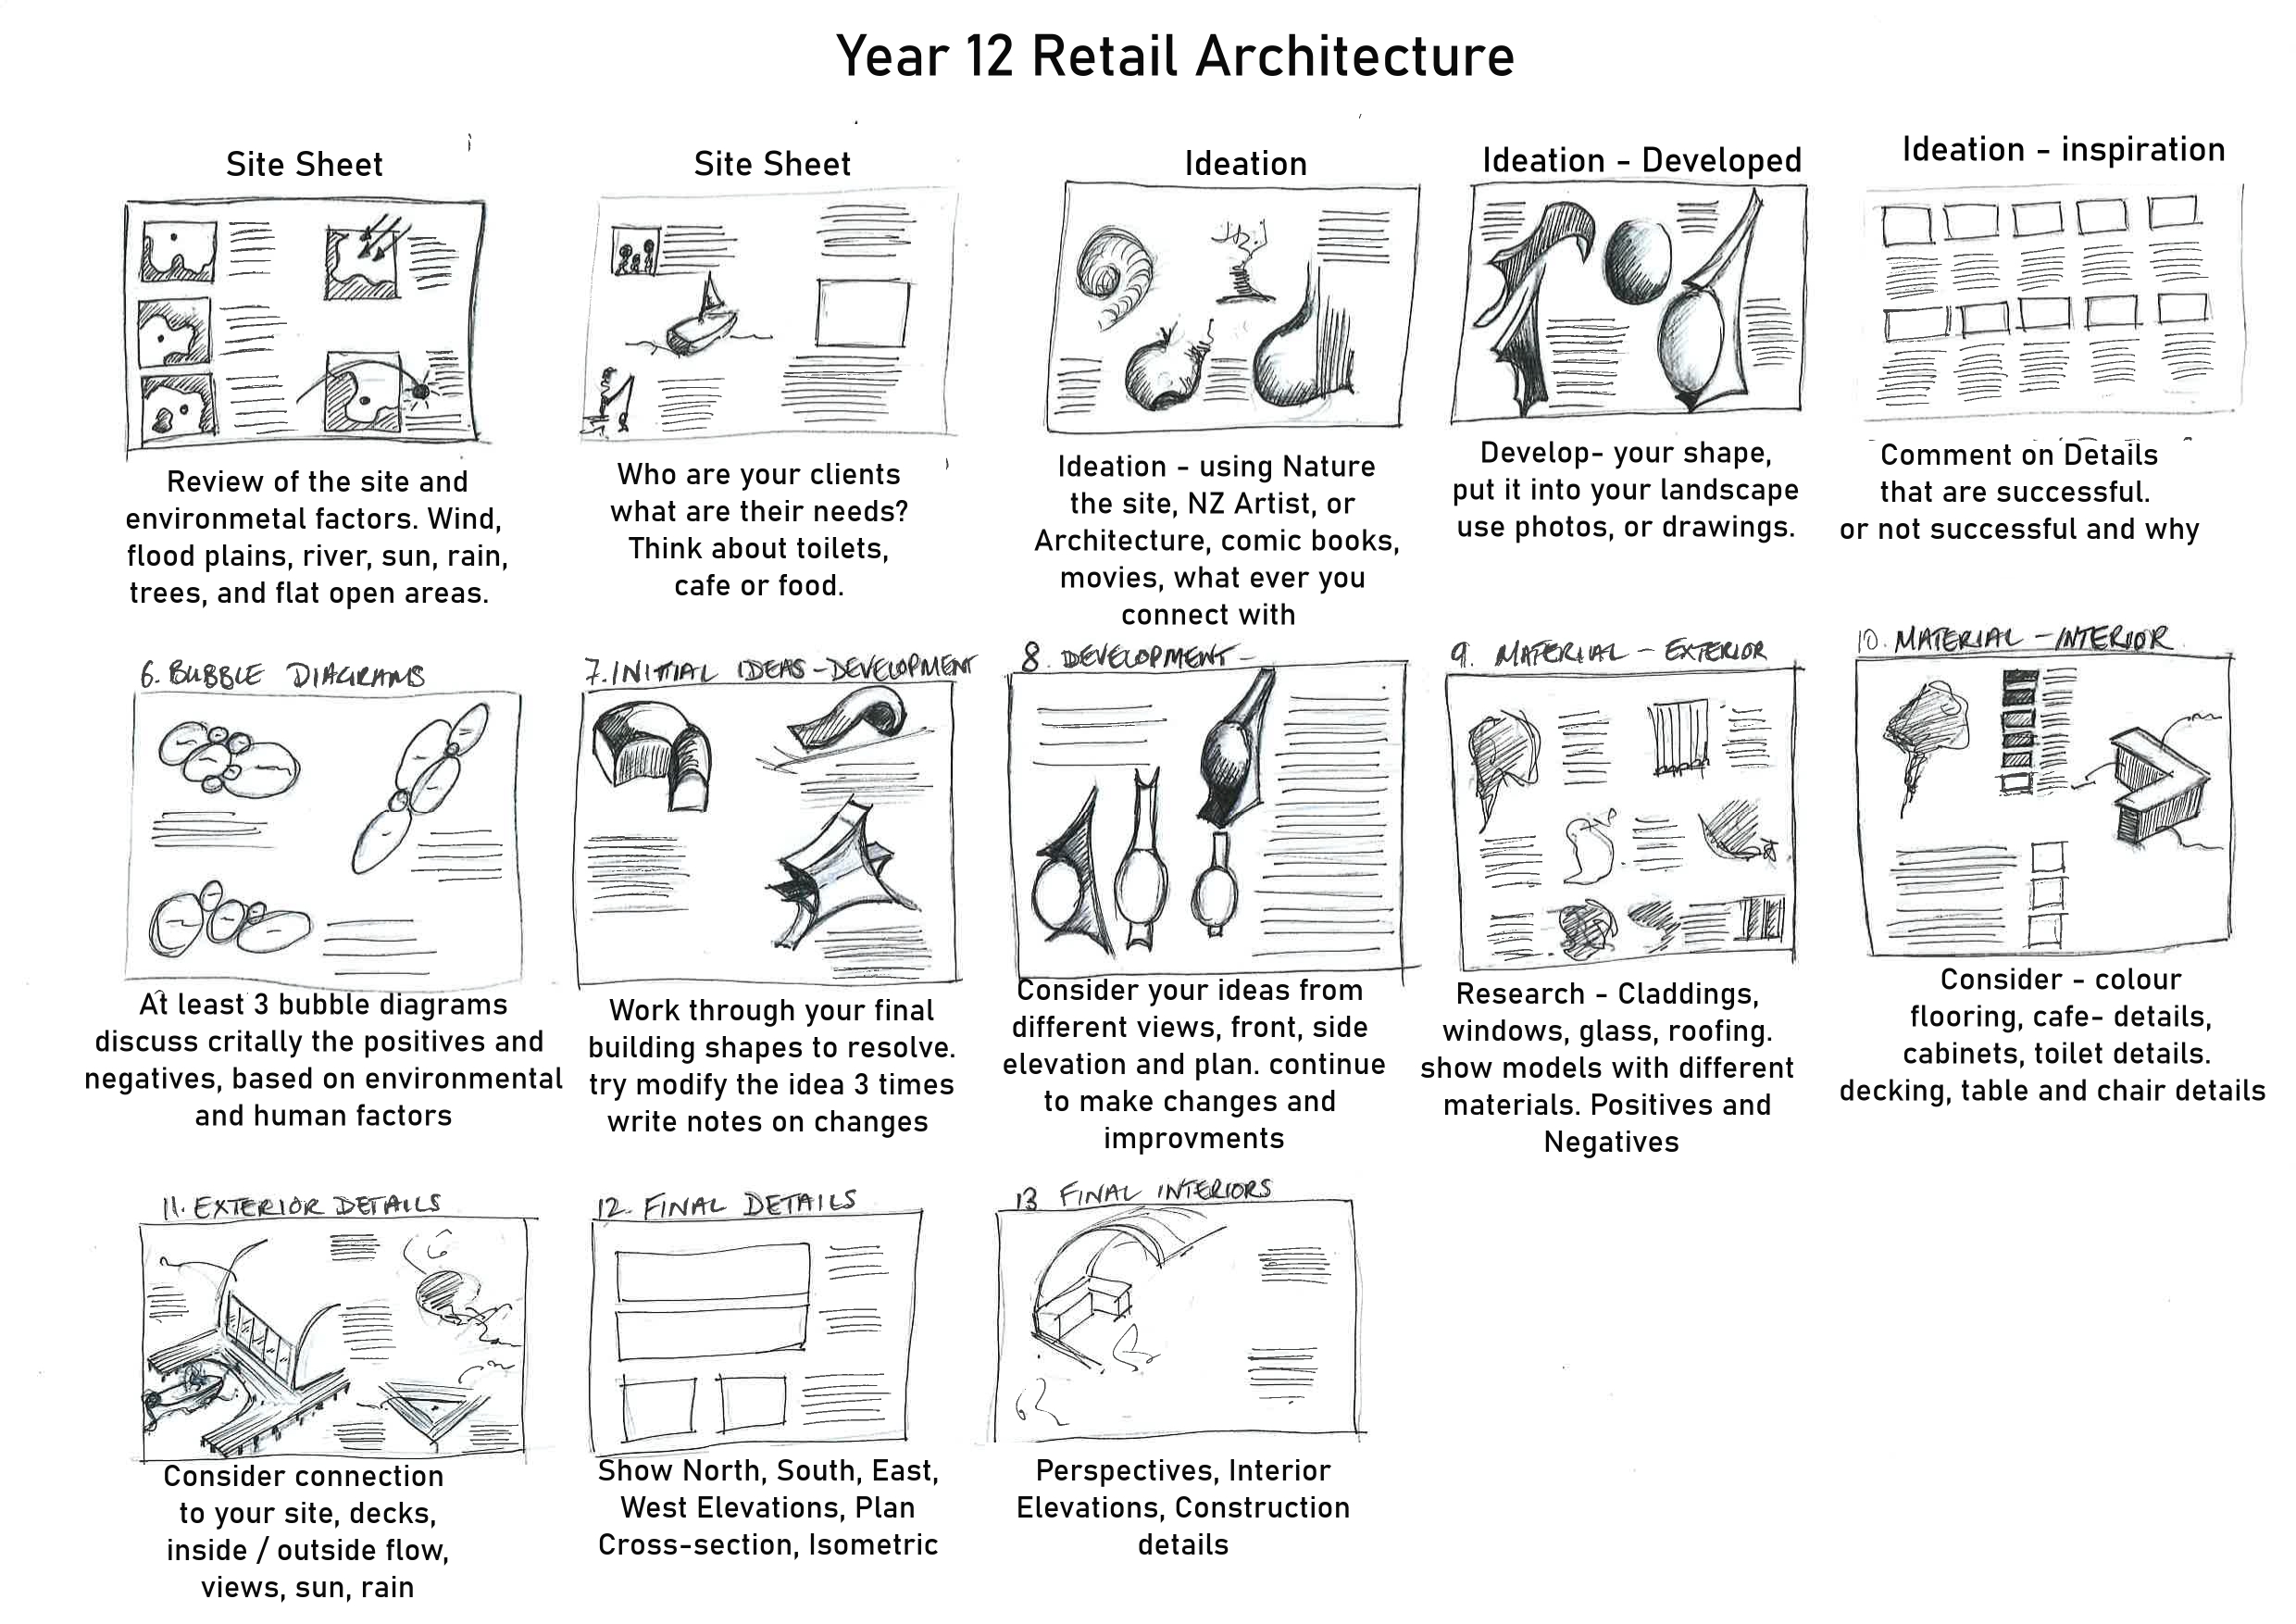 Year 12 Retail Architecture
Site Sheet
Review of the site and
environmetal factors. Wind,
flood plains, river, sun, rain,
trees, and flat open areas.
Site Sheet
Who are your clients
what are their needs?
Think about toilets,
cafe or food.
Ideation
Ideation - using Nature
the site, NZ Artist, or
Architecture, comic books,
movies, what ever you
connect with
Ideation - Developed
Develop- your shape,
put it into your landscape
use photos, or drawings.
Ideation - inspiration
Comment on Details
that are successful.
or not successful and why
6. BUBBLE DIAGRAMS
At least 3 bubble diagrams
discuss critally the positives and
negatives, based on environmental
and human factors
7. INITIAL IDEAS - DEVELOPMENT
Work through your final
building shapes to resolve.
try modify the idea 3 times
write notes on changes
8. DEVELOPMENT -
Consider your ideas from
different views, front, side
elevation and plan. continue
to make changes and
improvments
9. MATERIAL - EXTERIOR
Research - Claddings,
windows, glass, roofing.
show models with different
materials. Positives and
Negatives
10. MATERIAL - INTERIOR
Consider - colour
flooring, cafe- details,
cabinets, toilet details.
decking, table and chair details
11. EXTERIOR DETAILS
Consider connection
to your site, decks,
inside / outside flow,
views, sun, rain
12. FINAL DETAILS
Show North, South, East,
West Elevations, Plan
Cross-section, Isometric
13 FINAL INTERIORS
Perspectives, Interior
Elevations, Construction
details